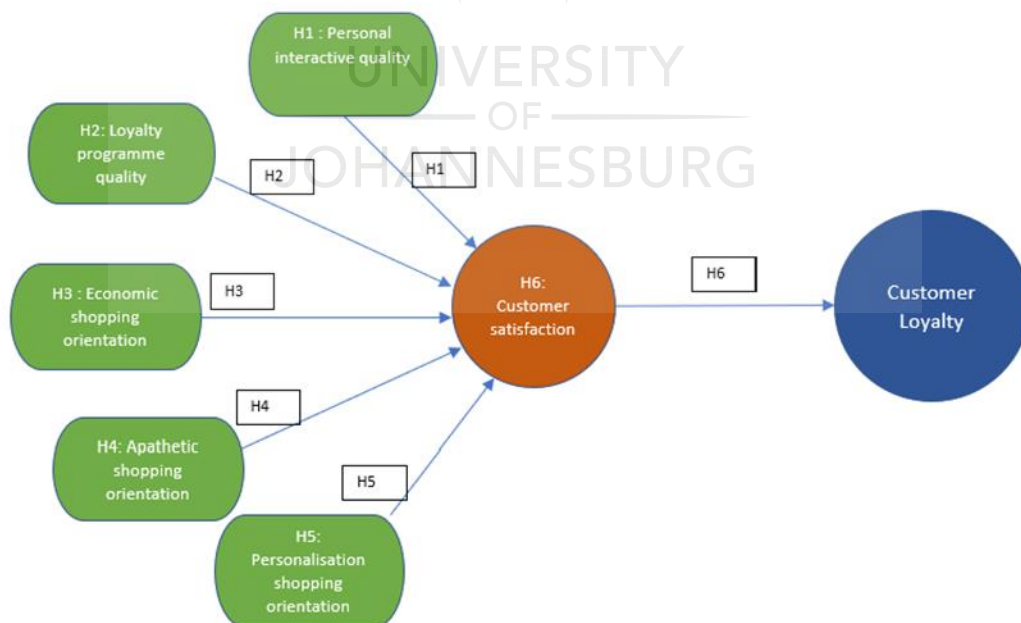 H1 : Personal
interactive quality
UNIVERSITY
OF
JOHANNESBURG
H2: Loyalty
programme
quality
H2
H1
H3 : Economic
shopping
orientation
H3
H6:
Customer
satisfaction
H6
Customer
Loyalty
H4: Apathetic
shopping
orientation
H4
H5
H5:
Personalisation
shopping
orientation